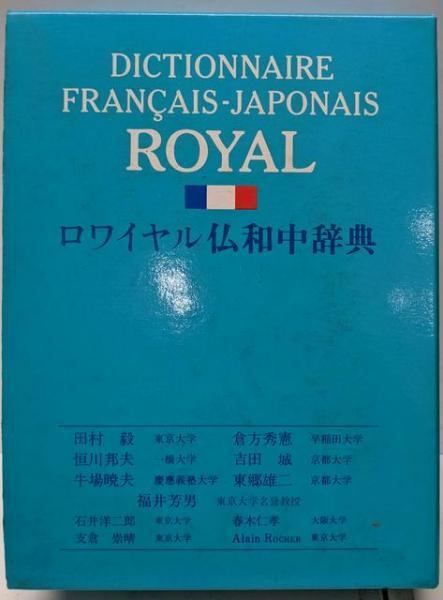 DICTIONNAIRE
FRANÇAIS-JAPONAIS
ROYAL
ロワイヤル仏和中辞典
田村 毅 東京大学 倉方秀憲 早稲田大学
恒川邦夫 一橋大学 吉田 城 京都大学
牛場暁夫 慶應義塾大学 東郷雄二 京都大学
福井芳男 東京大学名誉教授
石井洋二郎 東京大学 春木仁孝 大阪大学
支倉崇晴 東京大学 Alain ROCHER 東京大学